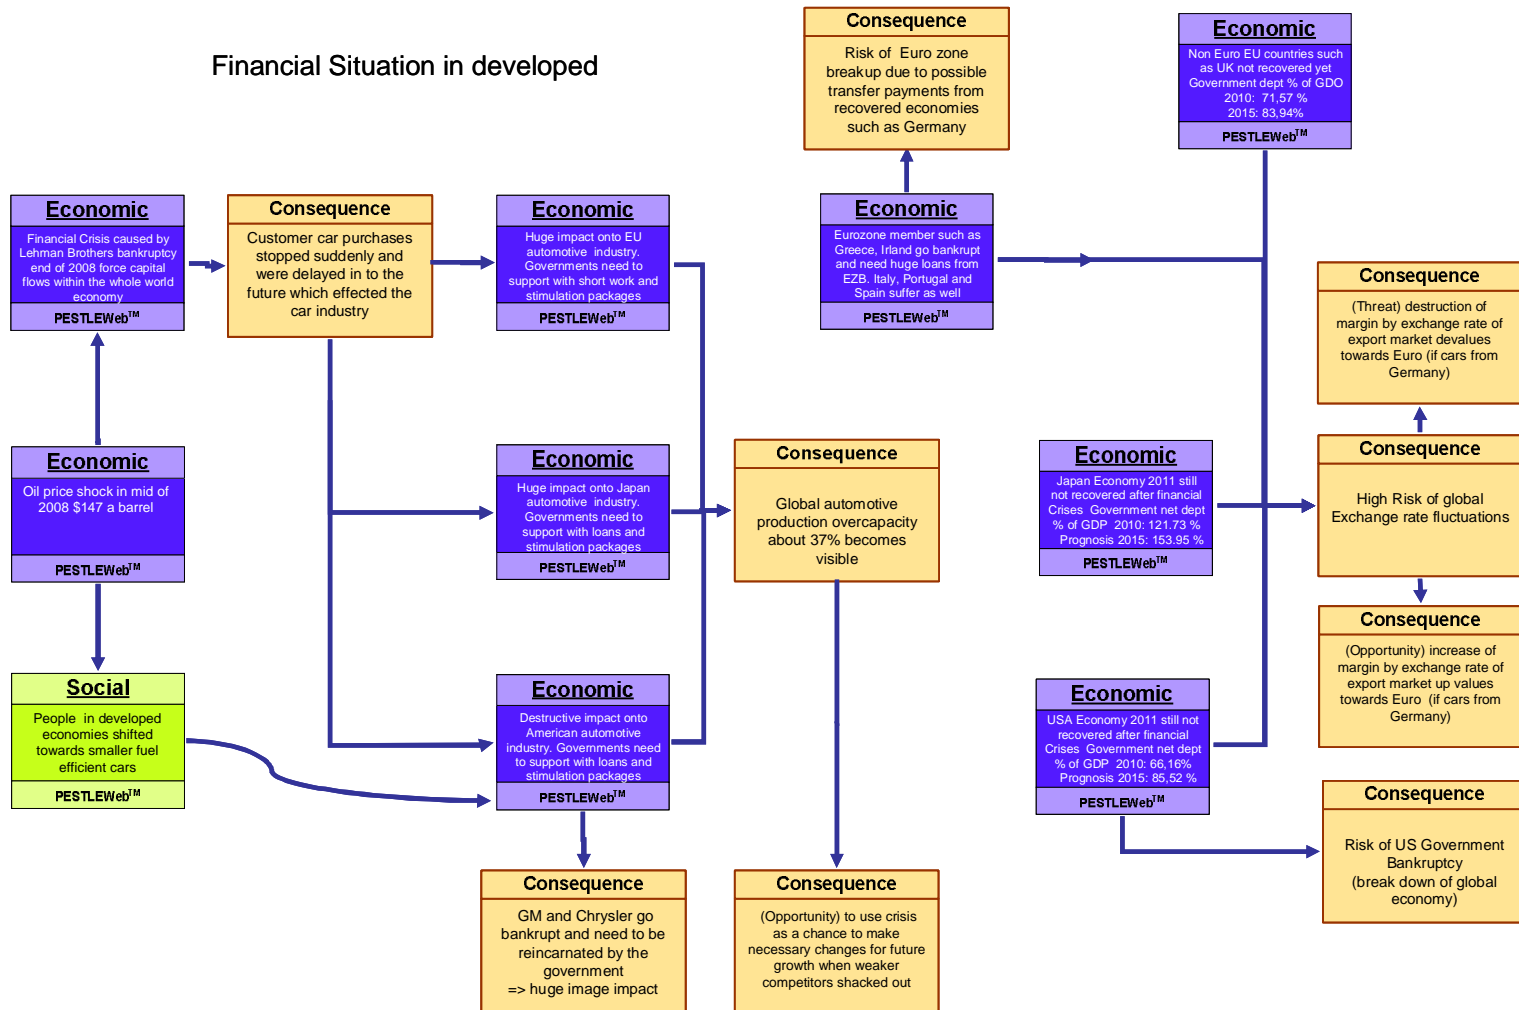 Financial Situation in developed
Consequence
Risk of Euro zone
breakup due to possible
transfer payments from
recovered economies
such as Germany
Economic
Non Euro EU countries such
as UK not recovered yet
Government dept % of GDO
2010: 71,57 %
2015: 83,94%
PESTLEWeb™
Economic
Financial Crisis caused by
Lehman Brothers bankruptcy
end of 2008 force capital
flows within the whole world
economy
PESTLEWeb™
Consequence
Customer car purchases
stopped suddenly and
were delayed in to the
future which effected the
car industry
Economic
Huge impact onto EU
automotive industry.
Governments need to
support with short work and
stimulation packages
PESTLEWeb™
Economic
Eurozone member such as
Greece, Irland go bankrupt
and need huge loans from
EZB. Italy, Portugal and
Spain suffer as well
PESTLEWeb™
Consequence
(Threat) destruction of
margin by exchange rate of
export market devalues
towards Euro (if cars from
Germany)
Economic
Oil price shock in mid of
2008 $147 a barrel
PESTLEWeb™
Economic
Huge impact onto Japan
automotive industry.
Governments need to
support with loans and
stimulation packages
PESTLEWeb™
Consequence
Global automotive
production overcapacity
about 37% becomes
visible
Economic
Japan Economy 2011 still
not recovered after financial
Crises Government net dept
% of GDP 2010: 121.73 %
Prognosis 2015: 153.95 %
PESTLEWeb™
Consequence
High Risk of global
Exchange rate fluctuations
Consequence
(Opportunity) increase of
margin by exchange rate of
export market up values
towards Euro (if cars from
Germany)
Social
People in developed
economies shifted
towards smaller fuel
efficient cars
PESTLEWeb™
Economic
Destructive impact onto
American automotive
industry. Governments need
to support with loans and
stimulation packages
PESTLEWeb™
Economic
USA Economy 2011 still not
recovered after financial
Crises Government net dept
% of GDP 2010: 66,16%
Prognosis 2015: 85,52 %
PESTLEWeb™
Consequence
Risk of US Government
Bankruptcy
(break down of global
economy)
Consequence
GM and Chrysler go
bankrupt and need to be
reincarnated by the
government
=> huge image impact
Consequence
(Opportunity) to use crisis
as a chance to make
necessary changes for future
growth when weaker
competitors shacked out